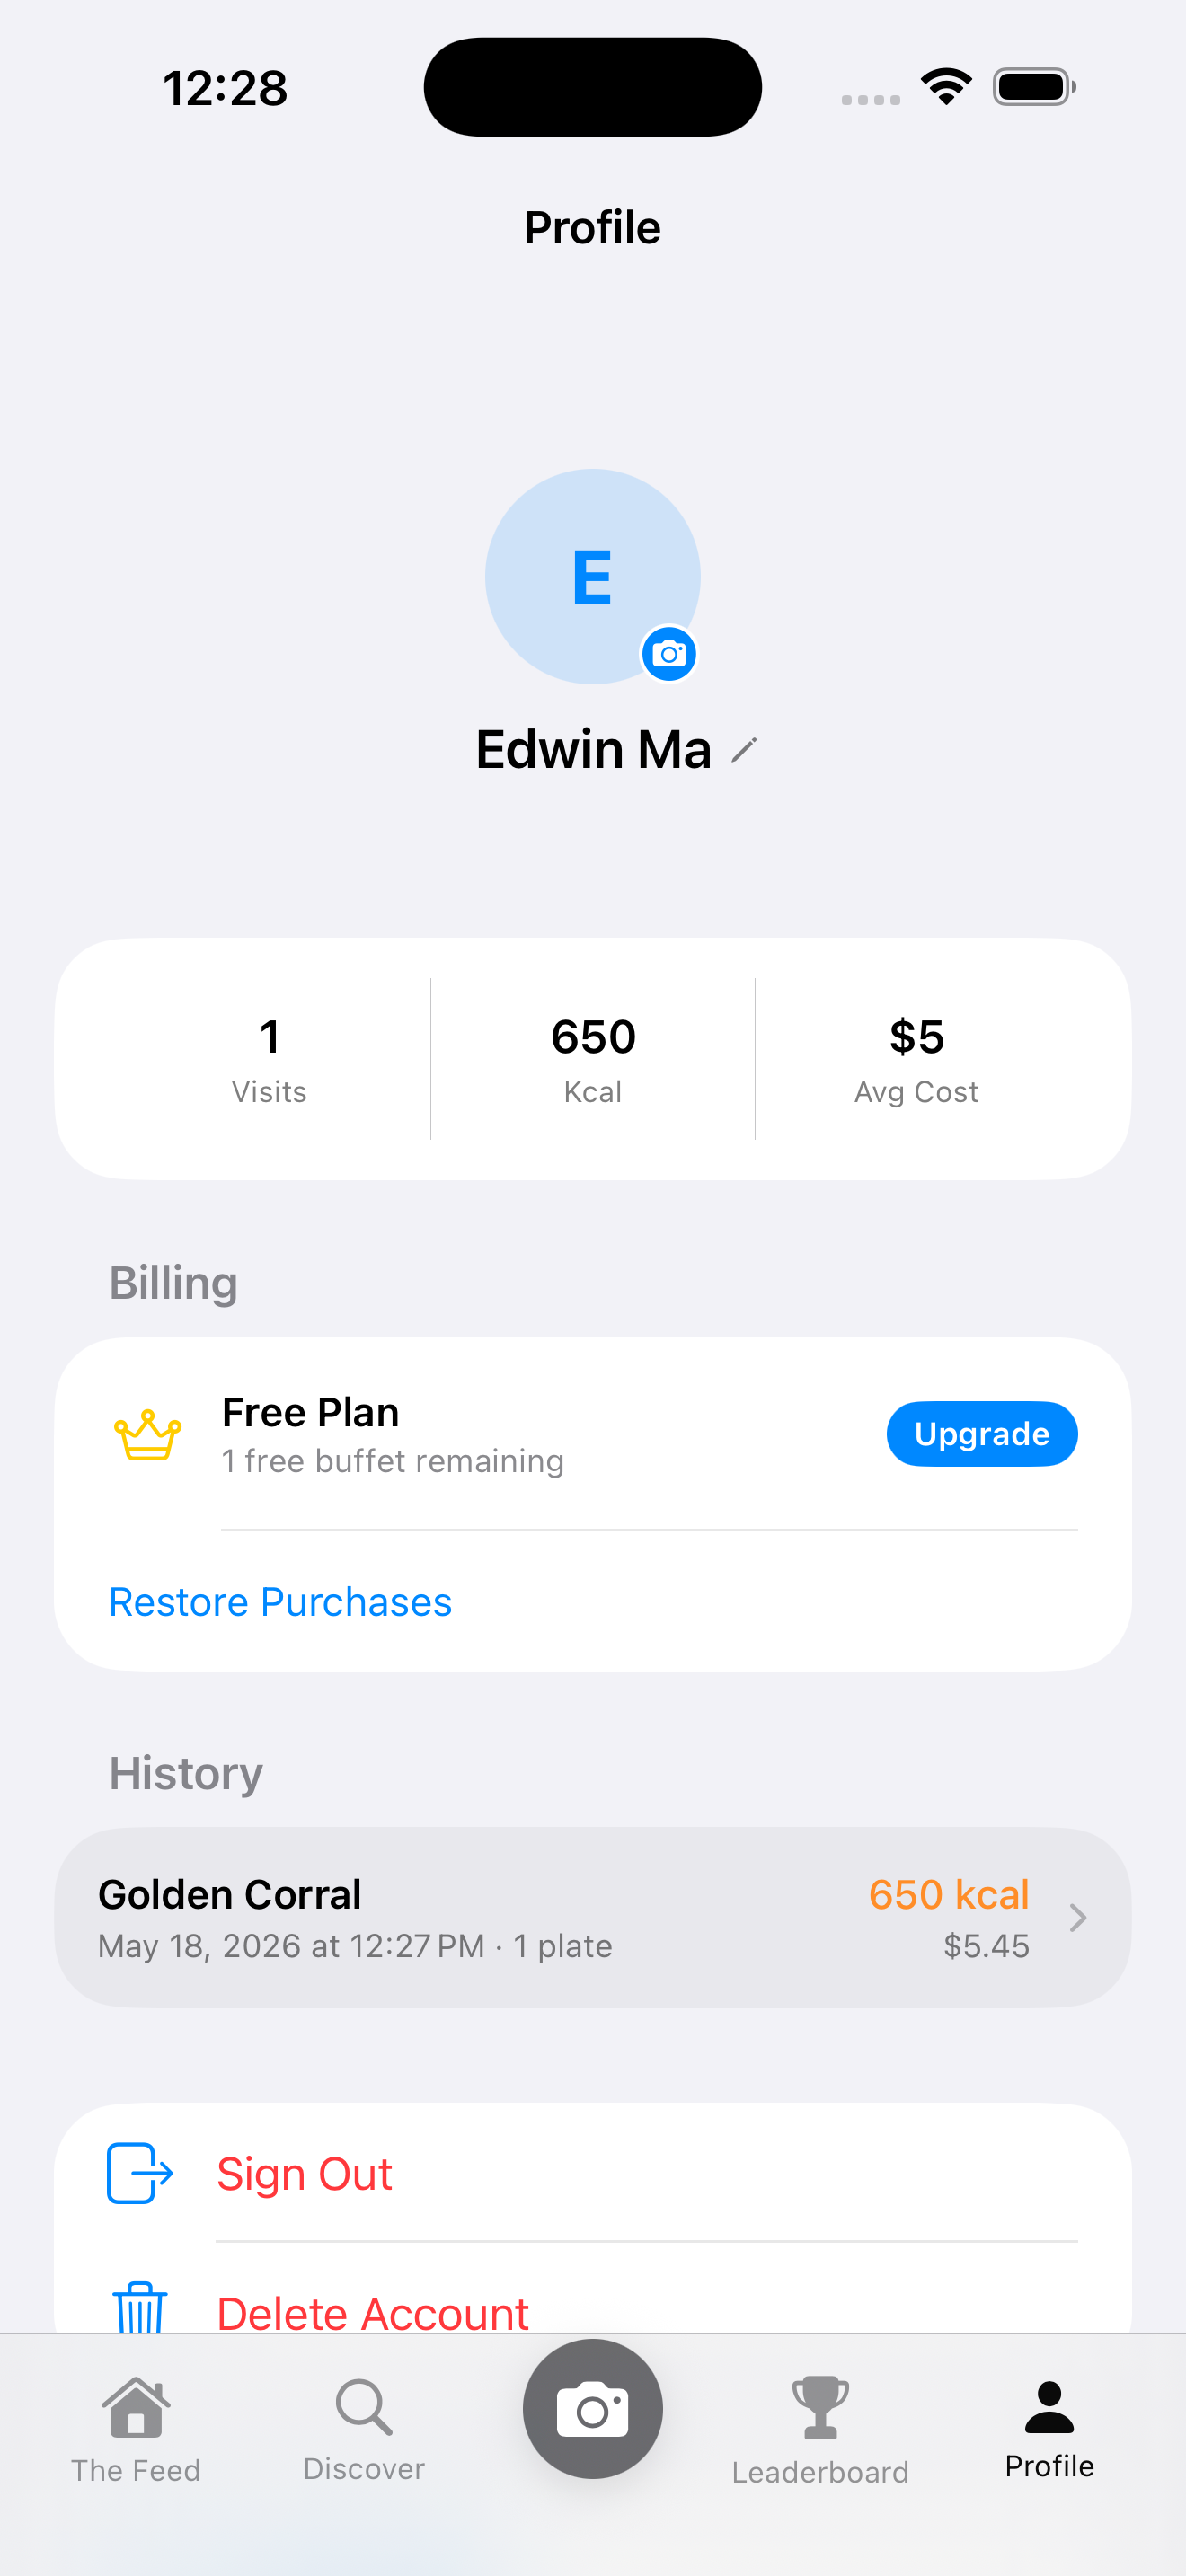 12:28
Profile
E
Edwin Ma
1
Visits
650
Kcal
$5
Avg Cost
Billing
Free Plan
1 free buffet remaining
Upgrade
Restore Purchases
History
Golden Corral
650 kcal
May 18, 2026 at 12:27 PM · 1 plate
$5.45
Sign Out
Delete Account
The Feed
Discover
Leaderboard
Profile